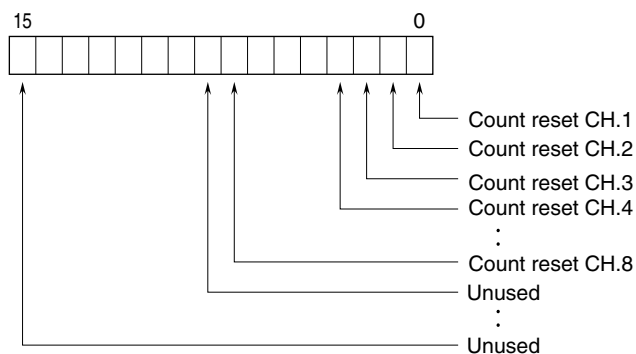 15 0
Count reset CH.1
Count reset CH.2
Count reset CH.3
Count reset CH.4
:
Count reset CH.8
Unused
:
Unused